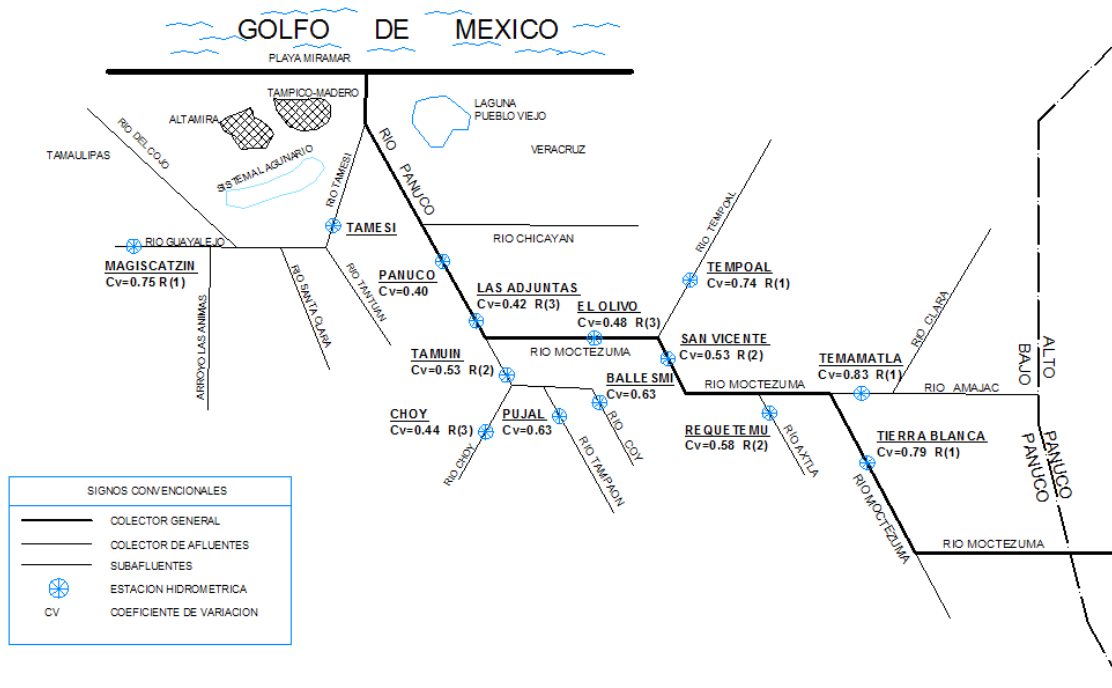 GOLFO DE MEXICO
PLAYA MIRAMAR
TAMPICO-MADERO
ALTAMIRA
LAGUNA
PUEBLO VIEJO
RIO DEL COJO
TAMAULIPAS
SISTEMA LAGUNARIO
RIO TAMESI
RIO PANUCO
VERACRUZ
TAMESI
RIO CHICAYAN
RIO TEMPOAL
RIO GUAYALEJO
MAGISCATZIN
Cv=0.75 R(1)
ARROYO LAS ANIMAS
RIO SANTA CLARA
RIO TANTUAN
PANUCO
Cv=0.40
LAS ADJUNTAS
Cv=0.42 R(3)
EL OLIVO
Cv=0.48 R(3)
TEMPOAL
Cv=0.74 R(1)
RIO CLARA
RIO MOCTEZUMA
SAN VICENTE
Cv=0.53 R(2)
TAMUIN
Cv=0.53 R(2)
BALLESMI
Cv=0.63
RIO MOCTEZUMA
TEMAMATLA
Cv=0.83 R(1)
RIO AMAJAC
ALTO
BAJO
PANUCO
PANUCO
CHOY
Cv=0.44 R(3)
PUJAL
Cv=0.63
RIO CHOY
RIO TAMPAON
RIO COY
REQUETEMU
Cv=0.58 R(2)
RIO AXTLA
TIERRA BLANCA
Cv=0.79 R(1)
RIO MOCTEZUMA
RIO MOCTEZUMA
SIGNOS CONVENCIONALES
COLECTOR GENERAL
COLECTOR DE AFLUENTES
SUBAFLUENTES
ESTACION HIDROMETRICA
CV COEFICIENTE DE VARIACION